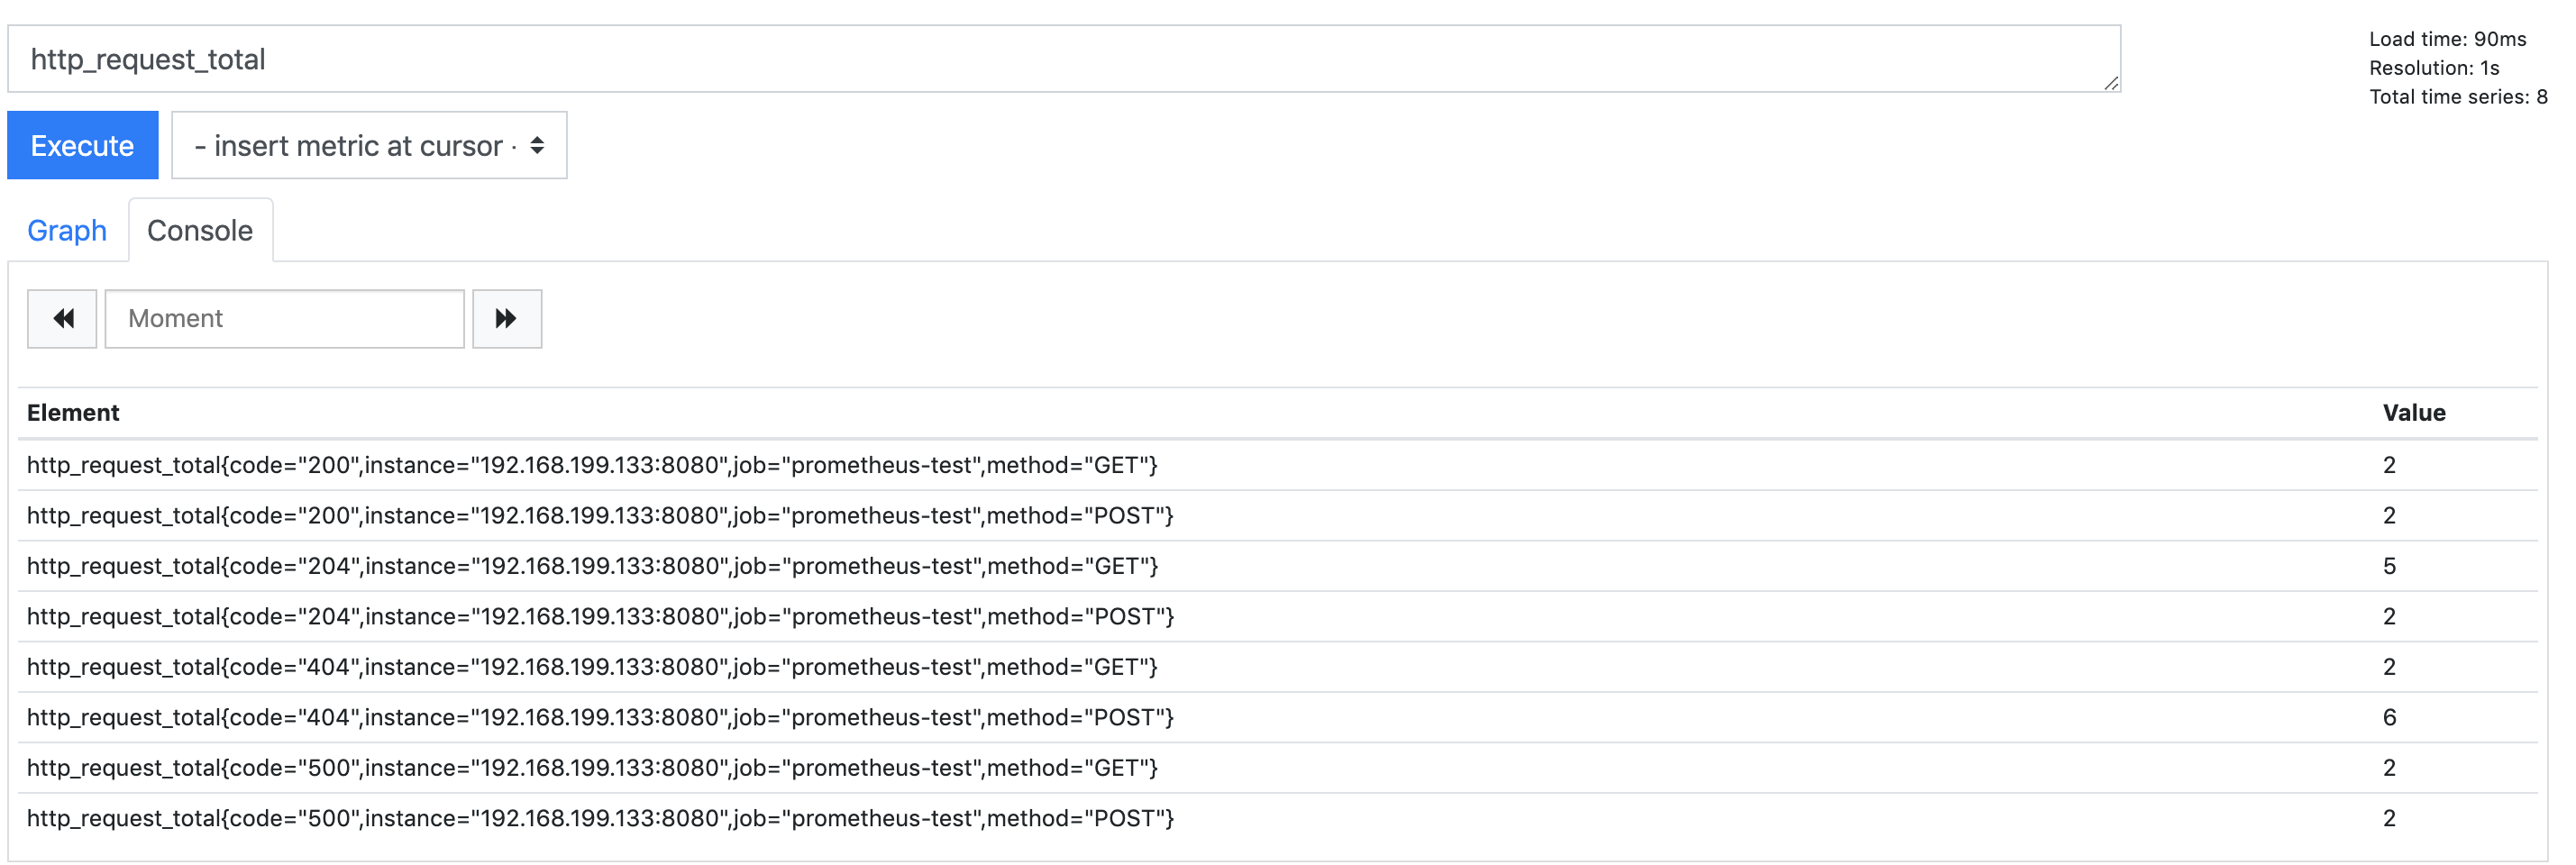 http_request_total
Load time: 90ms
Resolution: 1s
Total time series: 8
Execute
- insert metric at cursor -
Graph
Console
Moment
Element Value
http_request_total{code="200",instance="192.168.199.133:8080",job="prometheus-test",method="GET"} 2
http_request_total{code="200",instance="192.168.199.133:8080",job="prometheus-test",method="POST"} 2
http_request_total{code="204",instance="192.168.199.133:8080",job="prometheus-test",method="GET"} 5
http_request_total{code="204",instance="192.168.199.133:8080",job="prometheus-test",method="POST"} 2
http_request_total{code="404",instance="192.168.199.133:8080",job="prometheus-test",method="GET"} 2
http_request_total{code="404",instance="192.168.199.133:8080",job="prometheus-test",method="POST"} 6
http_request_total{code="500",instance="192.168.199.133:8080",job="prometheus-test",method="GET"} 2
http_request_total{code="500",instance="192.168.199.133:8080",job="prometheus-test",method="POST"} 2